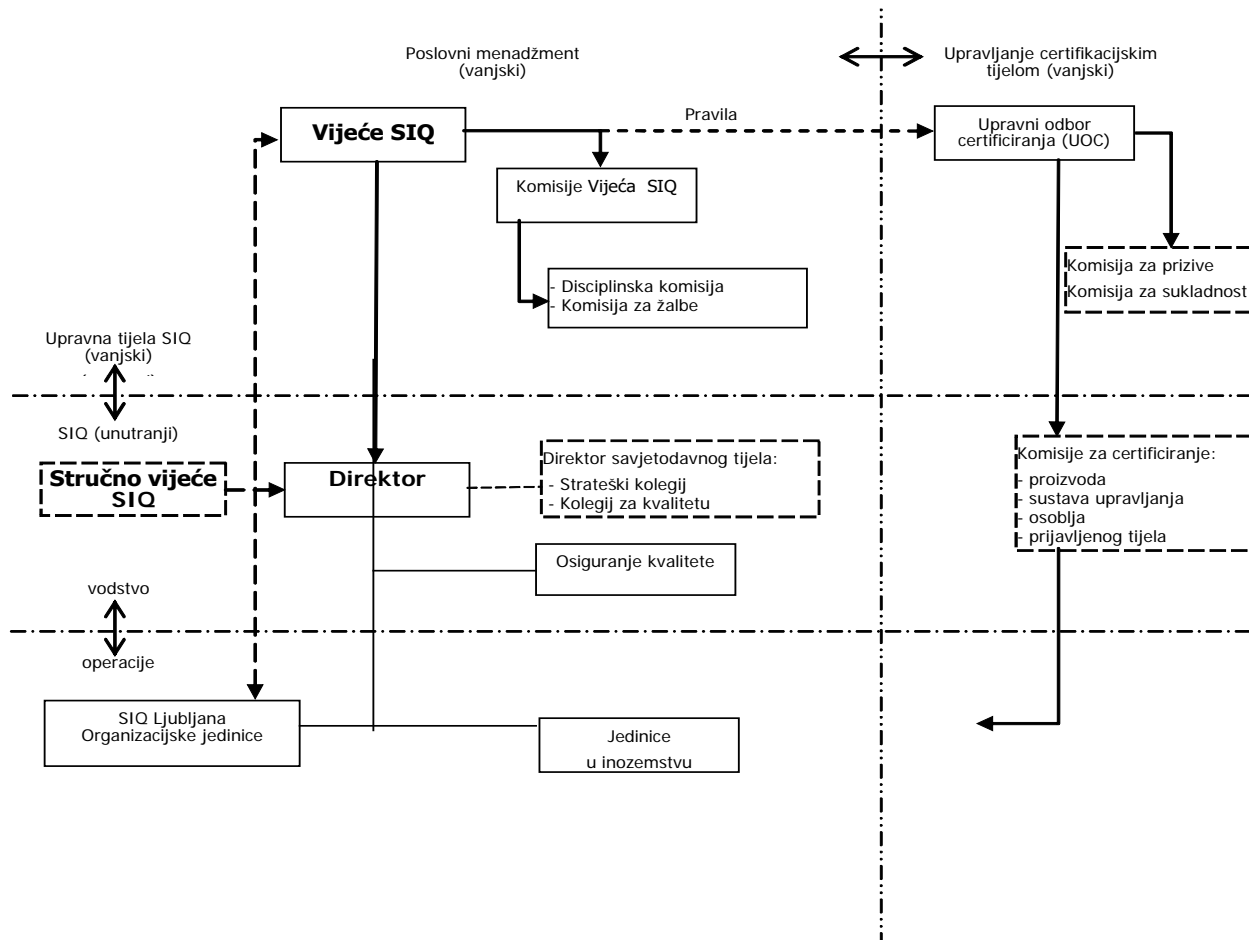 Poslovni menadžment
(vanjski)
Upravljanje certifikacijskim
tijelom (vanjski)
Vijeće SIQ
Pravila
Upravni odbor
certificiranja (UOC)
Komisije Vijeća SIQ
- Disciplinska komisija
- Komisija za žalbe
Komisija za prizive
Komisija za sukladnost
Upravna tijela SIQ
(vanjski)
SIQ (unutranji)
Stručno vijeće
SIQ
Direktor
Direktor savjetodavnog tijela:
- Strateški kolegij
- Kolegij za kvalitetu
Komisije za certificiranje:
- proizvoda
- sustava upravljanja
- osoblja
- prijavljenog tijela
Osiguranje kvalitete
vodstvo
operacije
SIQ Ljubljana
Organizacijske jedinice
Jedinice
u inozemstvu